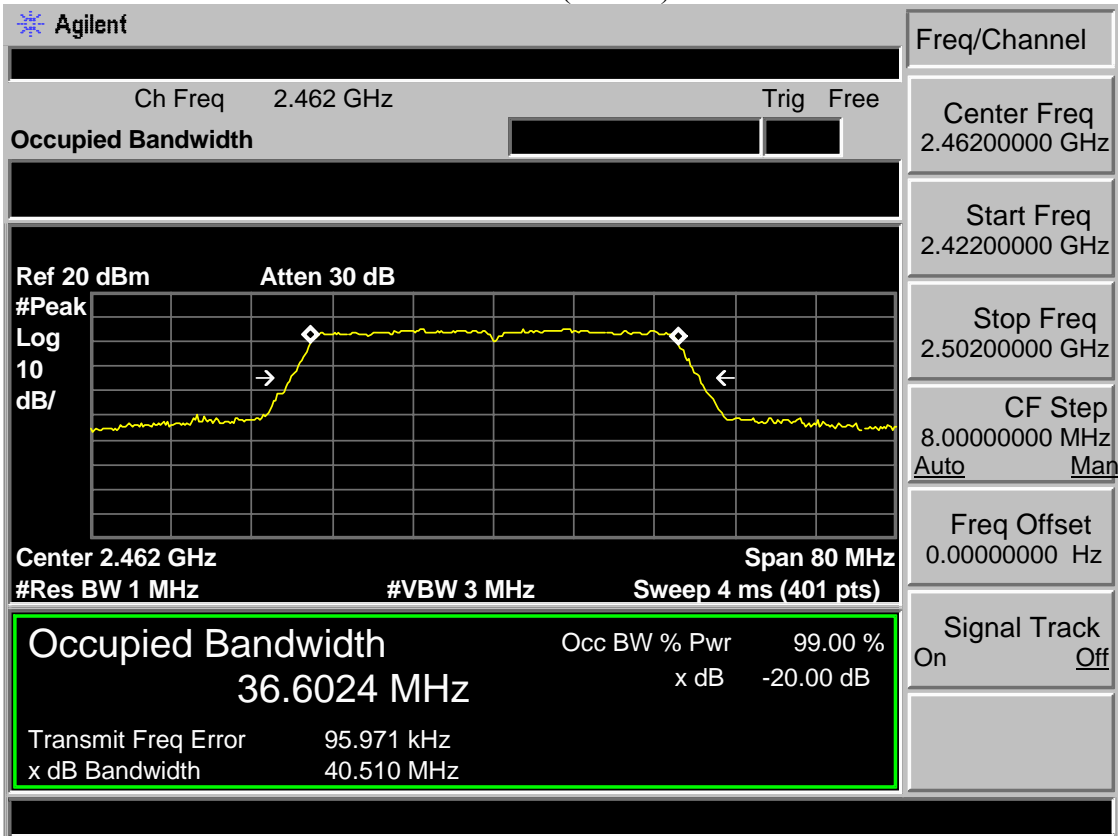 Agilent
Ch Freq 2.462 GHz Trig Free
Occupied Bandwidth
Ref 20 dBm Atten 30 dB
#Peak
Log
10
dB/
Center 2.462 GHz Span 80 MHz
#Res BW 1 MHz #VBW 3 MHz Sweep 4 ms (401 pts)
Occupied Bandwidth
36.6024 MHz
Occ BW % Pwr 99.00 %
x dB -20.00 dB
Transmit Freq Error 95.971 kHz
x dB Bandwidth 40.510 MHz
Freq/Channel
Center Freq
2.46200000 GHz
Start Freq
2.42200000 GHz
Stop Freq
2.50200000 GHz
CF Step
8.00000000 MHz
Auto Man
Freq Offset
0.00000000 Hz
Signal Track
On Off